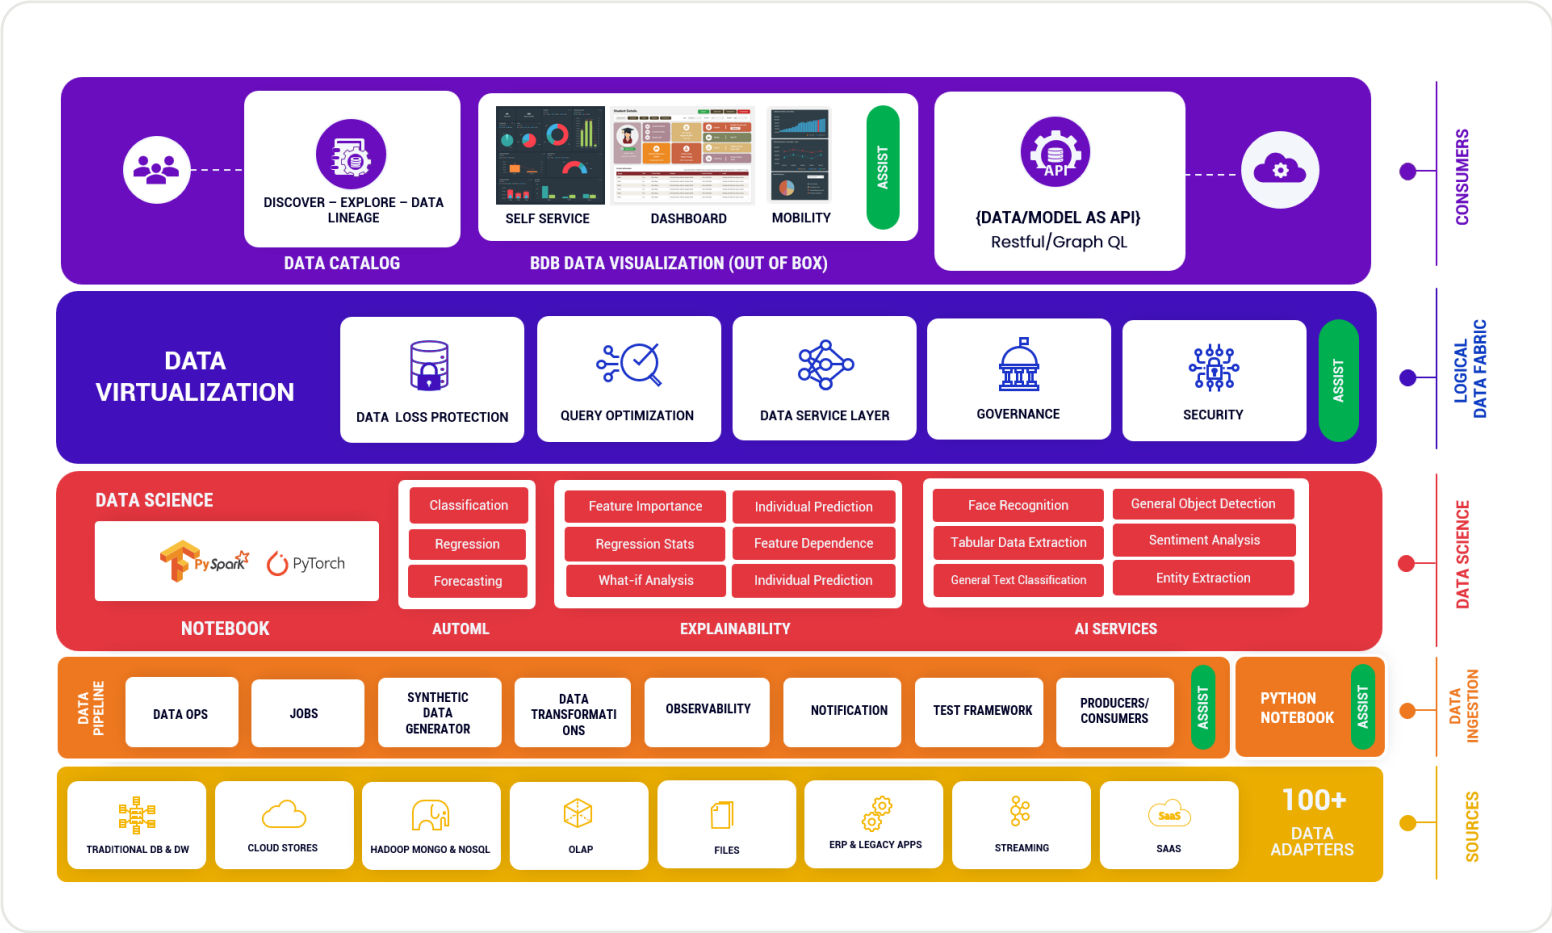 DISCOVER – EXPLORE – DATA
LINEAGE
DATA CATALOG
SELF SERVICE
Student Details
DASHBOARD
MOBILITY
ASSIST
BDB DATA VISUALIZATION (OUT OF BOX)
API
{DATA/MODEL AS API}
Restful/Graph QL
CONSUMERS
DATA
VIRTUALIZATION
DATA LOSS PROTECTION
QUERY OPTIMIZATION
DATA SERVICE LAYER
GOVERNANCE
SECURITY
ASSIST
LOGICAL
DATA FABRIC
DATA SCIENCE
PySpark
PyTorch
NOTEBOOK
Classification
Regression
Forecasting
AUTOML
Feature Importance
Individual Prediction
Regression Stats
Feature Dependence
What-if Analysis
Individual Prediction
EXPLAINABILITY
Face Recognition
General Object Detection
Tabular Data Extraction
Sentiment Analysis
General Text Classification
Entity Extraction
AI SERVICES
DATA SCIENCE
DATA
PIPELINE
DATA OPS
JOBS
SYNTHETIC
DATA
GENERATOR
DATA
TRANSFORMATI
ONS
OBSERVABILITY
NOTIFICATION
TEST FRAMEWORK
PRODUCERS/
CONSUMERS
ASSIST
PYTHON
NOTEBOOK
ASSIST
DATA
INGESTION
TRADITIONAL DB & DW
CLOUD STORES
HADOOP MONGO & NOSQL
OLAP
FILES
ERP & LEGACY APPS
STREAMING
SaaS
SAAS
100+
DATA
ADAPTERS
SOURCES